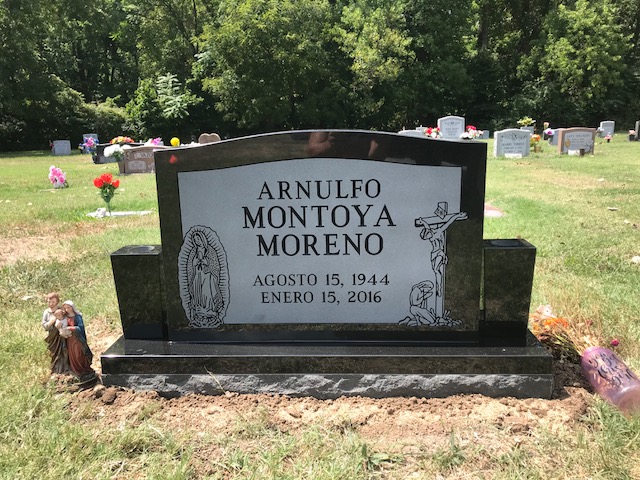 ARNULFO
MONTOYA
MORENO
AGOSTO 15, 1944
ENERO 15, 2016